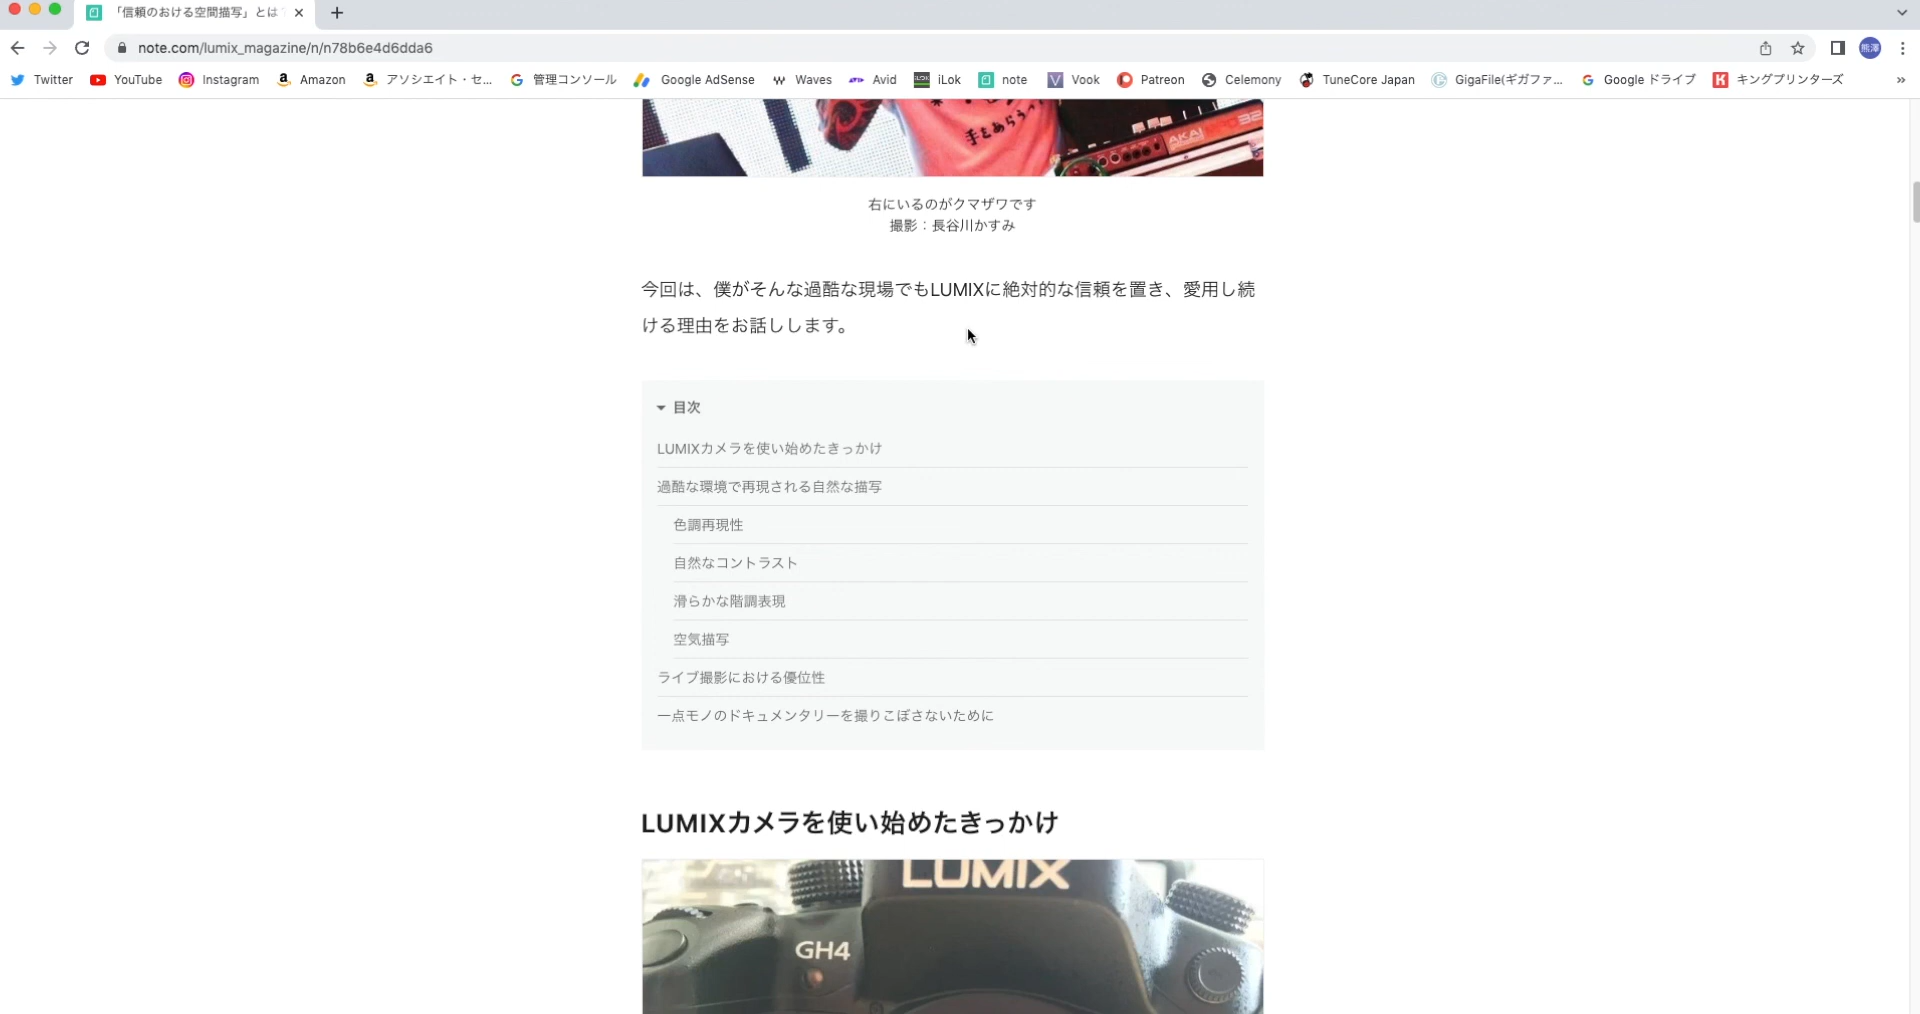 「信頼のおける空間描写」とは
note.com/lumix_magazine/n/n78b6e4d6dda6
熊澤
Twitter
YouTube
Instagram
Amazon
アソシエイト・セ...
管理コンソール
Google AdSense
Waves
Avid
iLok
note
Vook
Patreon
Celemony
TuneCore Japan
GigaFile(ギガファ...
Google ドライブ
キングプリンターズ
»
手をあらうっ
AKAI
右にいるのがクマザワです
撮影：長谷川かすみ
今回は、僕がそんな過酷な現場でもLUMIXに絶対的な信頼を置き、愛用し続
ける理由をお話しします。
目次
LUMIXカメラを使い始めたきっかけ
過酷な環境で再現される自然な描写
色調再現性
自然なコントラスト
滑らかな階調表現
空気描写
ライブ撮影における優位性
一点モノのドキュメンタリーを撮りこぼさないために
LUMIXカメラを使い始めたきっかけ
LUMIX
GH4